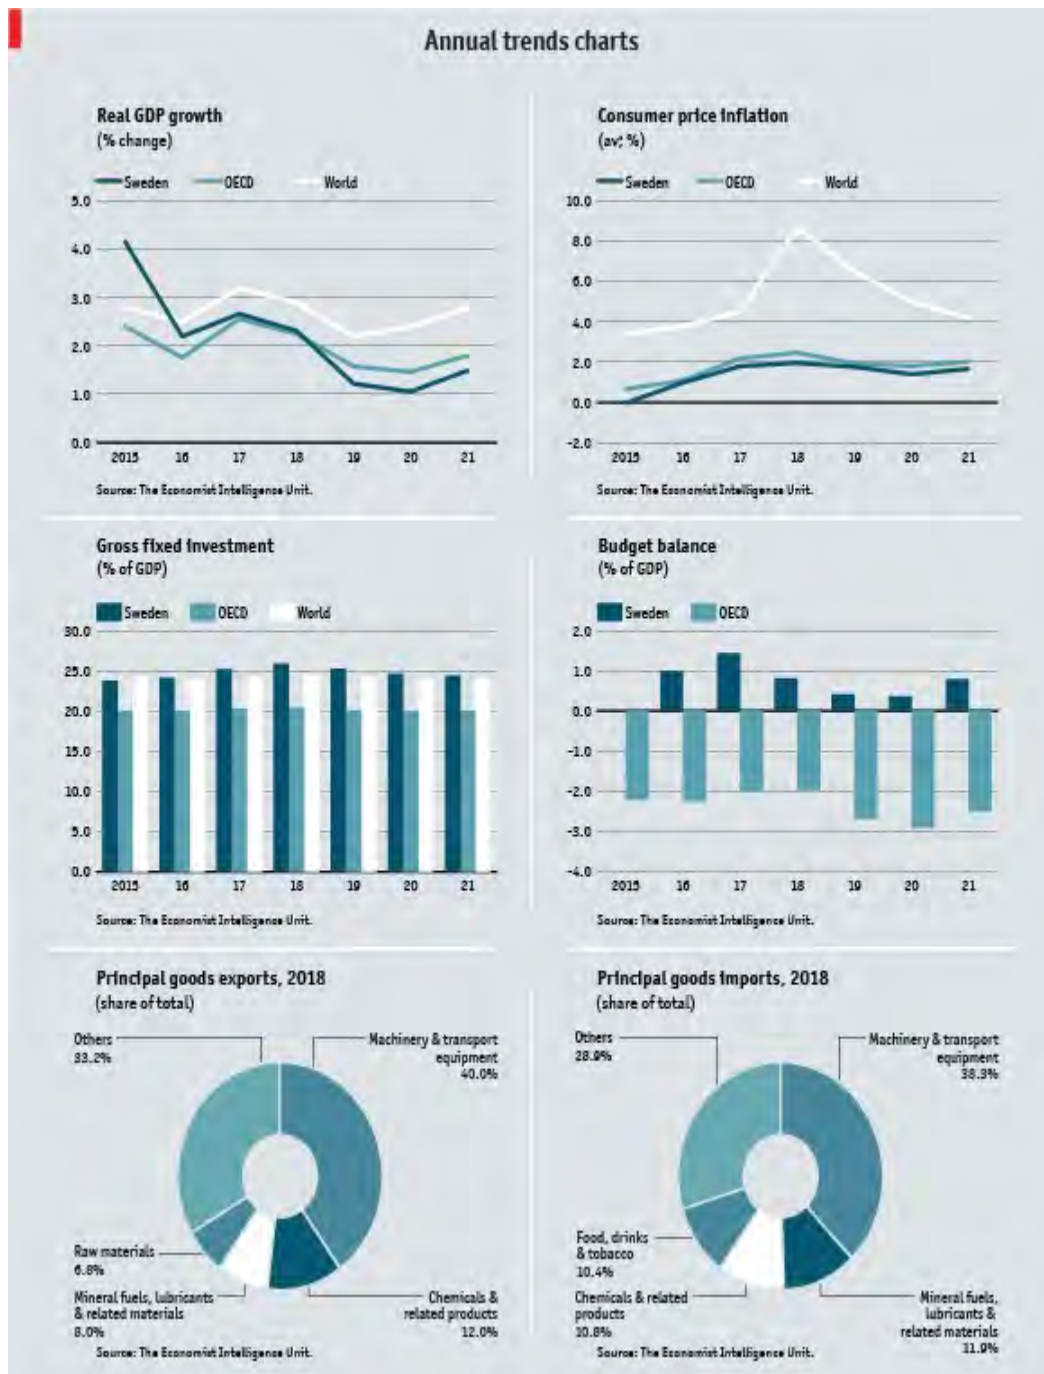 Annual trends charts
Real GDP growth
(% change)
Sweden OECD World
5.0
4.0
3.0
2.0
1.0
0.0
2015 16 17 18 19 20 21
Source: The Economist Intelligence Unit.
Consumer price inflation
(av; %)
Sweden OECD World
10.0
8.0
6.0
4.0
2.0
0.0
-2.0
2015 16 17 18 19 20 21
Source: The Economist Intelligence Unit.
Gross fixed investment
(% of GDP)
Sweden OECD World
30.0
25.0
20.0
15.0
10.0
5.0
0.0
2015 16 17 18 19 20 21
Source: The Economist Intelligence Unit.
Budget balance
(% of GDP)
Sweden OECD
2.0
1.0
0.0
-1.0
-2.0
-3.0
-4.0
2015 16 17 18 19 20 21
Source: The Economist Intelligence Unit.
Principal goods exports, 2018
(share of total)
Others
33.2%
Machinery & transport
equipment
40.0%
Raw materials
6.8%
Mineral fuels, lubricants
& related materials
8.0%
Chemicals &
related products
12.0%
Source: The Economist Intelligence Unit.
Principal goods imports, 2018
(share of total)
Others
28.9%
Machinery & transport
equipment
38.3%
Food, drinks
& tobacco
10.4%
Chemicals & related
products
10.8%
Mineral fuels,
lubricants &
related materials
11.9%
Source: The Economist Intelligence Unit.